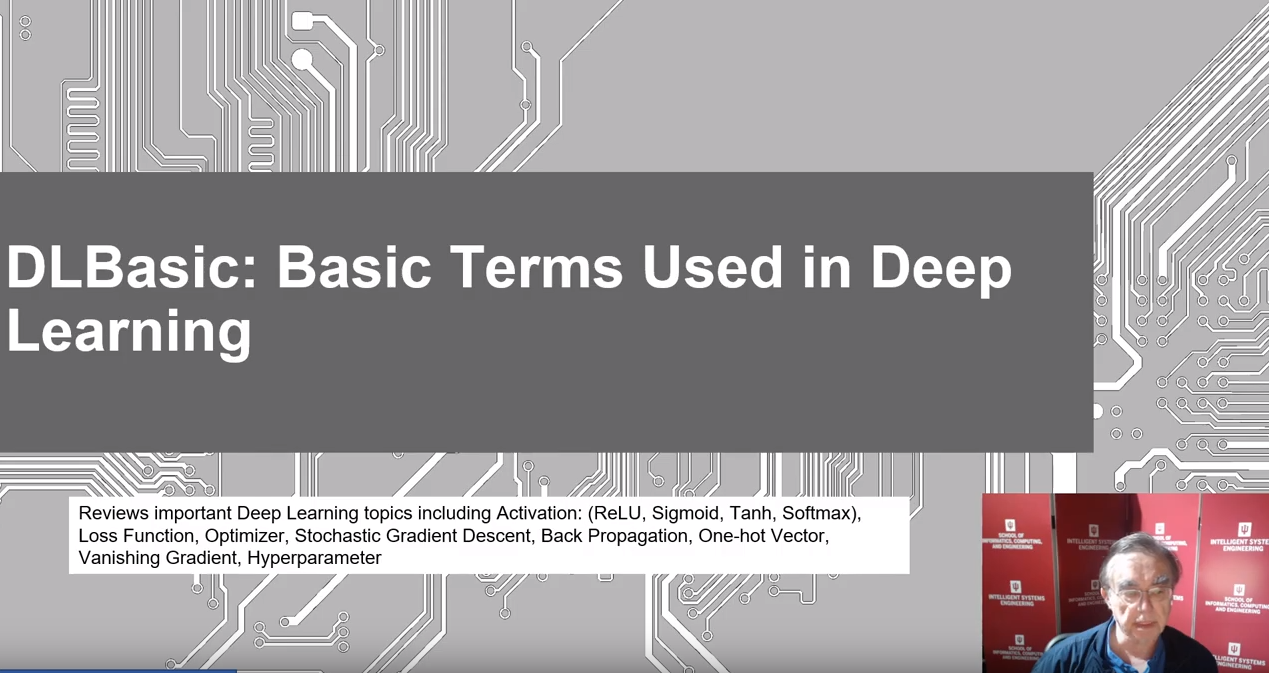 DLBasic: Basic Terms Used in Deep
Learning
Reviews important Deep Learning topics including Activation: (ReLU, Sigmoid, Tanh, Softmax),
Loss Function, Optimizer, Stochastic Gradient Descent, Back Propagation, One-hot Vector,
Vanishing Gradient, Hyperparameter
SCHOOL OF
INFORMATICS, COMPUTING,
AND ENGINEERING
INTELLIGENT SYSTEMS
ENGINEERING
INTELLIGENT SYSTEMS
ENGINEERING
INTELLIGENT SYSTEMS
ENGINEERING
SCHOOL OF
INFORMATICS, COMPUTING,
AND ENGINEERING
SCHOOL OF
INFORMATICS, COMPUTING,
AND ENGINEERING
INTELLIGENT SYSTEMS
ENGINEERING